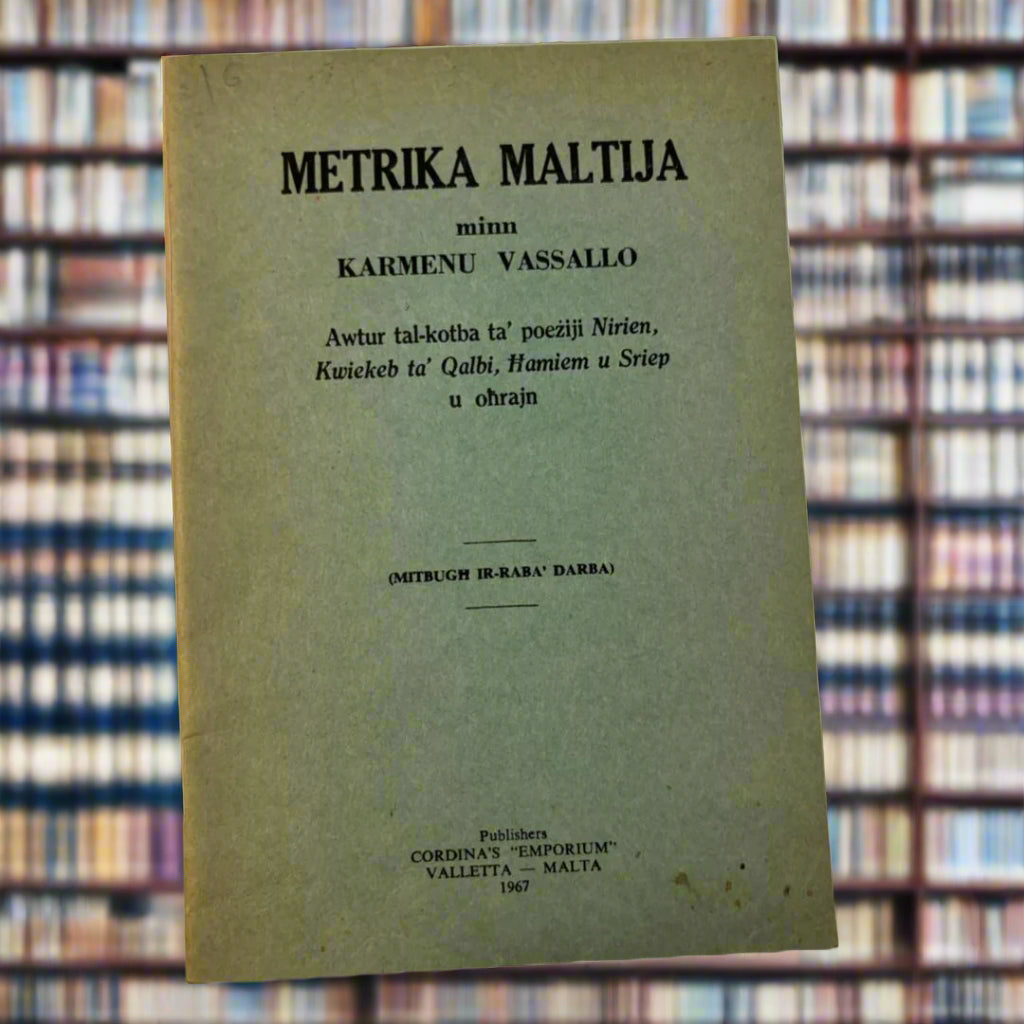 METRIKA MALTIJA
minn
KARMENU VASSALLO
Awtur tal-kotba ta' poeżiji Nirien,
Kwiekeb ta' Qalbi, Ħamiem u Sriep
u oħrajn
(MITBUGĦ IR-RABA' DARBA)
Publishers
CORDINA'S "EMPORIUM"
VALLETTA — MALTA
1967